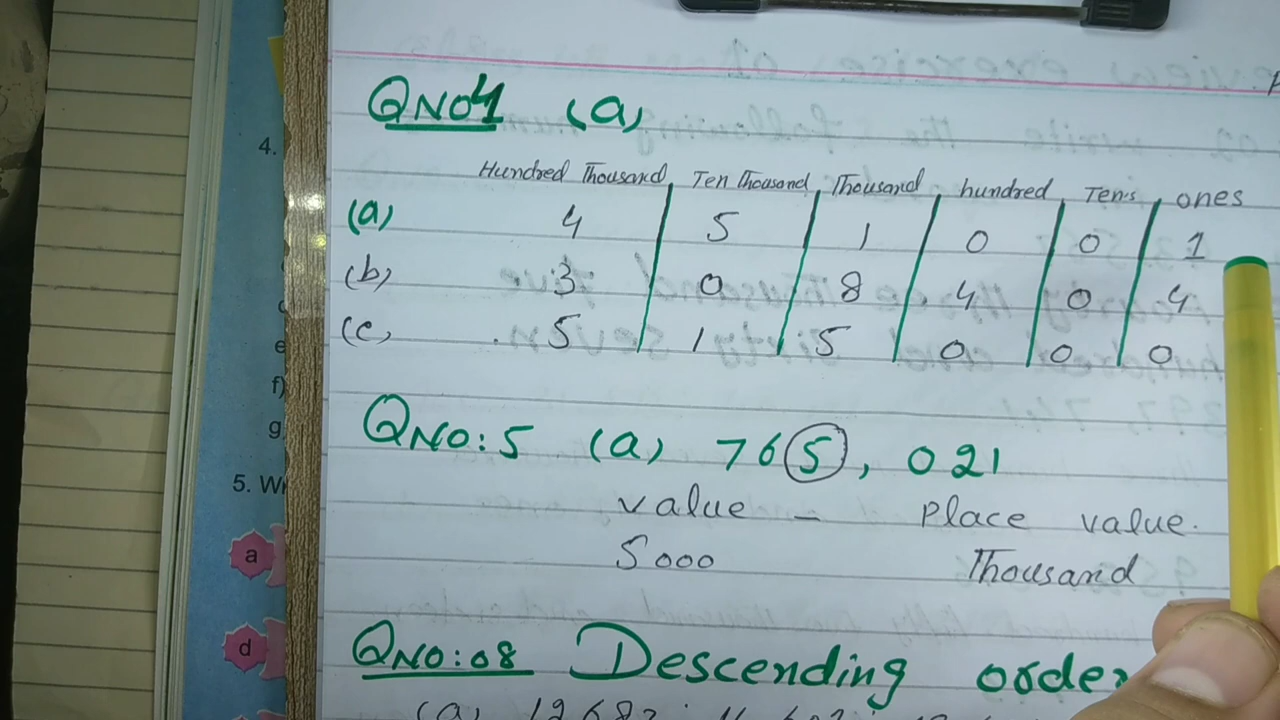 QNO4 (a)
Hundred Thousand, Ten Thousand, Thousand, hundred Tens ones
(a) 4 5 1 0 0 1
(b) 3 0 8 4 0 4
(c) 5 1 5 0 0 0
QNO:5 (a) 765, 021
value - Place value.
5000 Thousand
QNO:08 Descending order
(a)
4.
e
f)
g
5. W
a
d